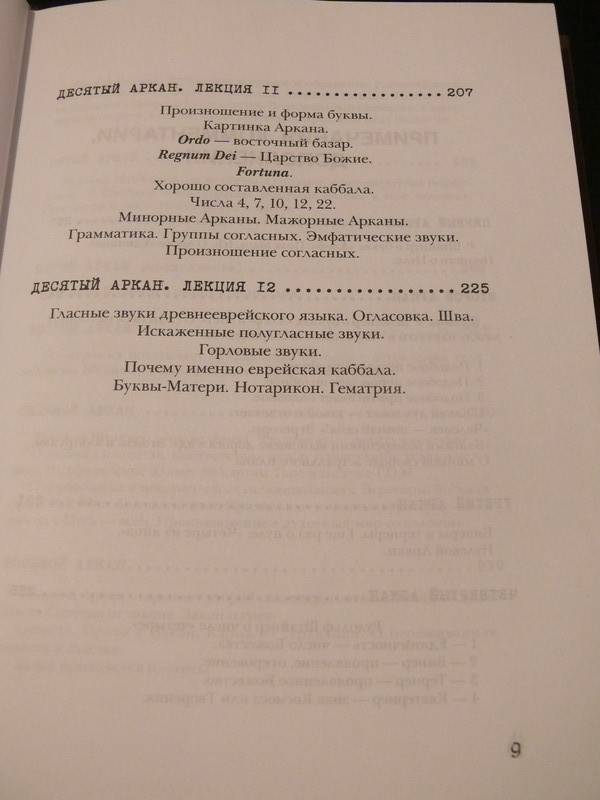 ДЕСЯТЫЙ АРКАН. ЛЕКЦИЯ 11 .................. 207
Произношение и форма буквы.
Картинка Аркана.
Ordo — восточный базар.
Regnum Dei — Царство Божие.
Fortuna.
Хорошо составленная каббала.
Числа 4, 7, 10, 12, 22.
Минорные Арканы. Мажорные Арканы.
Грамматика. Группы согласных. Эмфатические звуки.
Произношение согласных.
ДЕСЯТЫЙ АРКАН. ЛЕКЦИЯ 12 .................. 225
Гласные звуки древнееврейского языка. Огласовка. Шва.
Искаженные полугласные звуки.
Горловые звуки.
Почему именно еврейская каббала.
Буквы-Матери. Нотарикон. Гематрия.
9